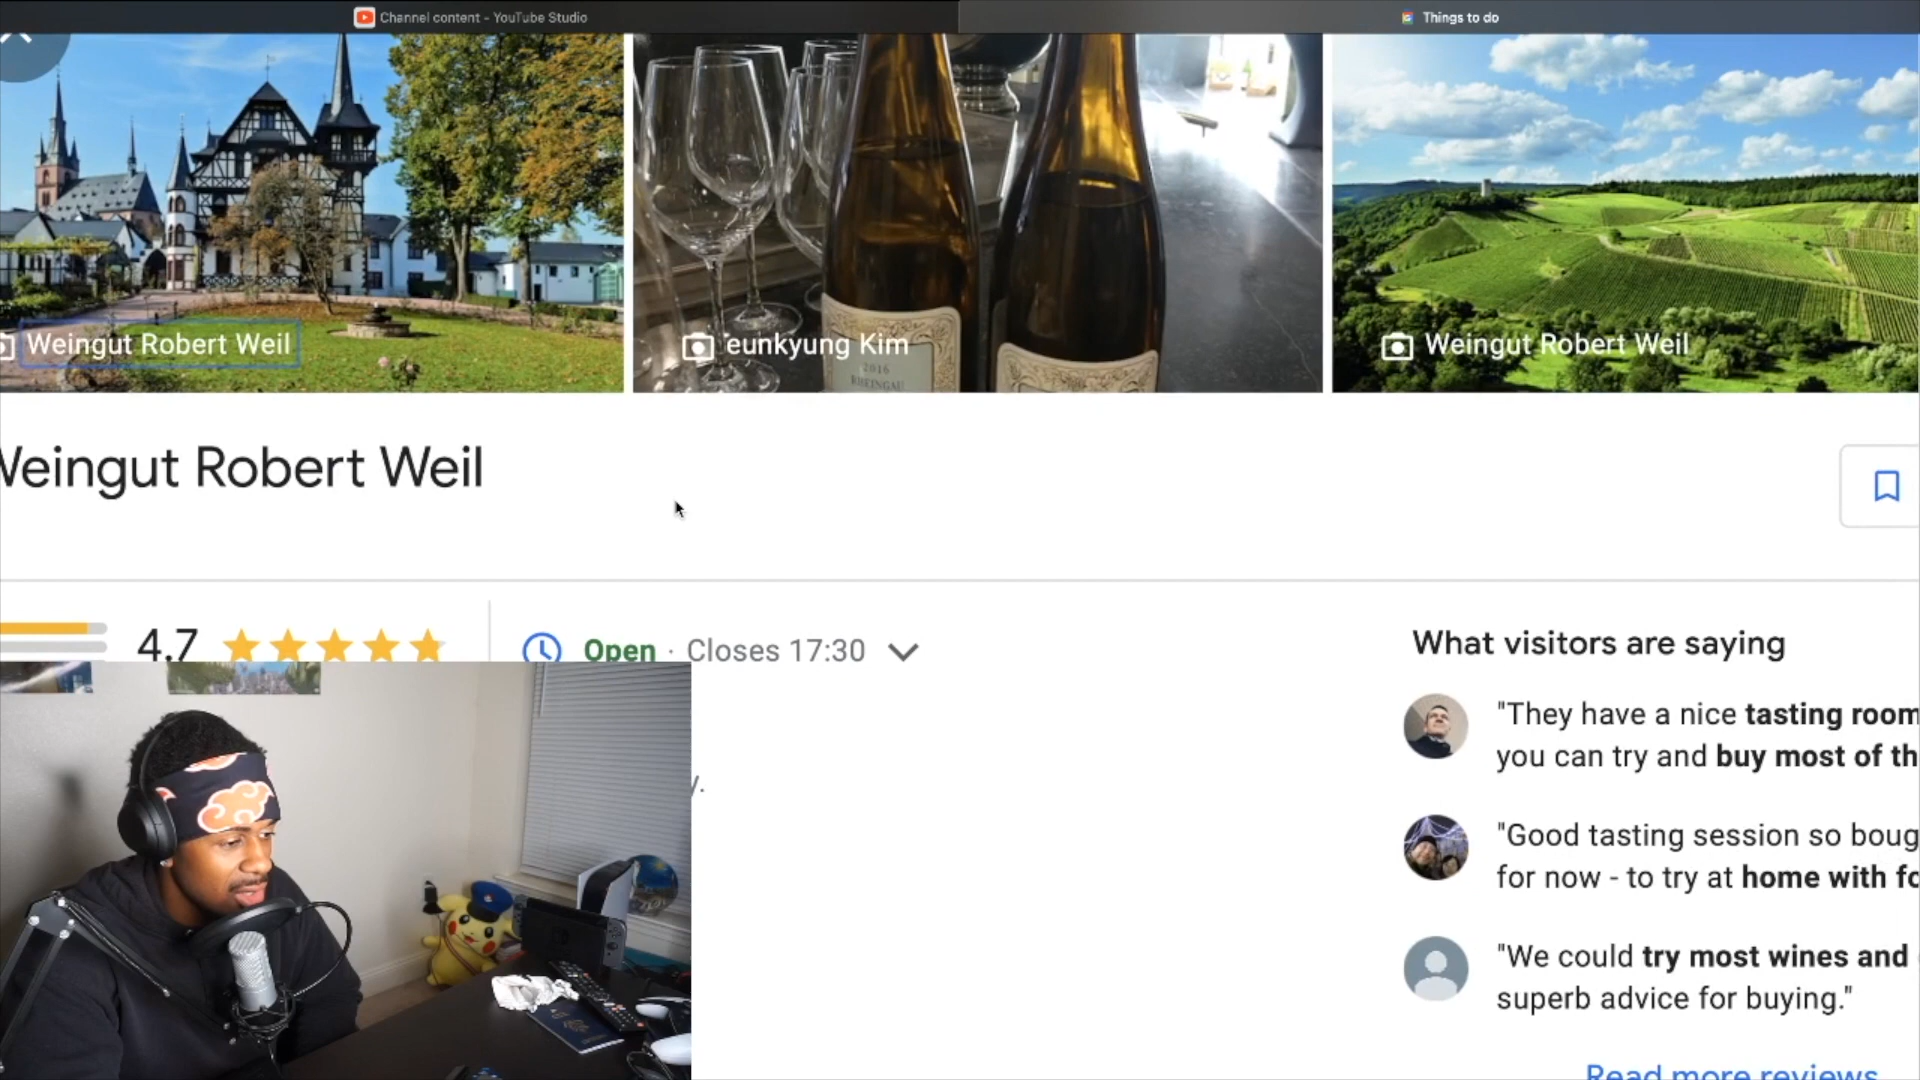 Channel content - YouTube Studio
Things to do
Weingut Robert Weil
eunkyung Kim
Weingut Robert Weil
2016
RHEINGAU
Weingut Robert Weil
4.7
Open · Closes 17:30
y.
What visitors are saying
"They have a nice tasting room
you can try and buy most of th
"Good tasting session so boug
for now - to try at home with fo
"We could try most wines and
superb advice for buying."
Read more reviews